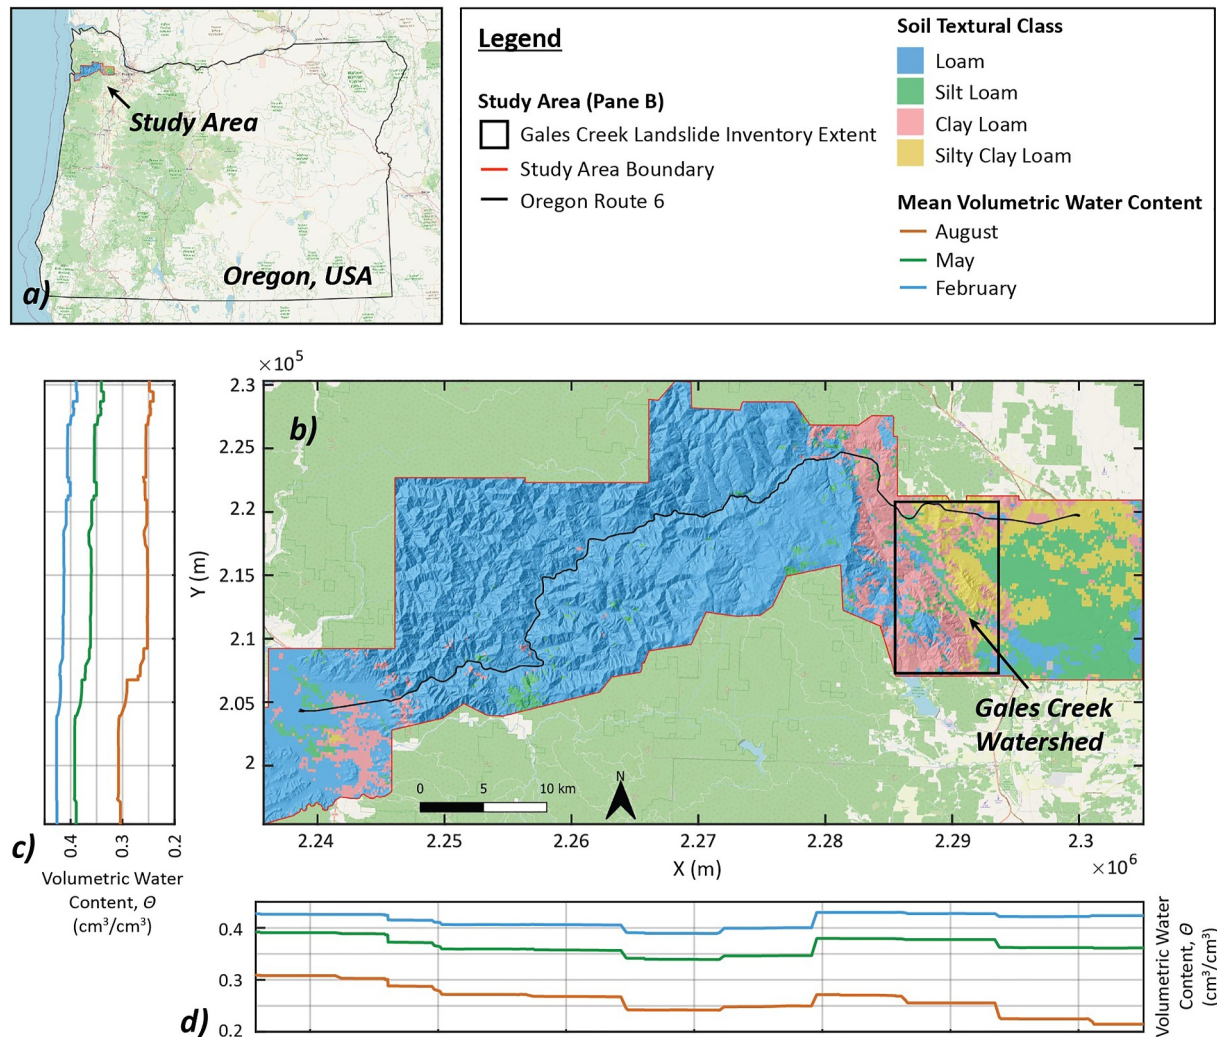 Study Area
Oregon, USA
a)
Legend
Study Area (Pane B)
Gales Creek Landslide Inventory Extent
Study Area Boundary
Oregon Route 6
Soil Textural Class
Loam
Silt Loam
Clay Loam
Silty Clay Loam
Mean Volumetric Water Content
August
May
February
×10⁵
2.3
2.25
2.2
2.15
2.1
2.05
2
Y (m)
b)
Gales Creek
Watershed
0 5 10 km
N
2.24 2.25 2.26 2.27 2.28 2.29 2.3
X (m)
×10⁶
c)
0.4 0.3 0.2
Volumetric Water
Content, Θ
(cm³/cm³)
d)
0.4
0.3
0.2
Volumetric Water
Content, Θ
(cm³/cm³)